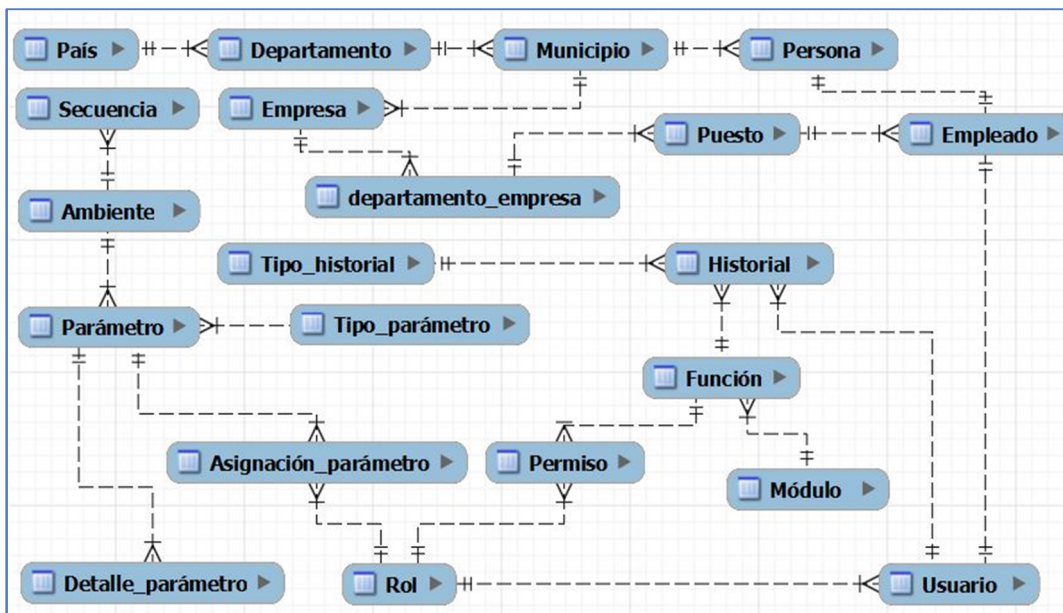 País
Departamento
Municipio
Persona
Secuencia
Empresa
Puesto
Empleado
Ambiente
departamento_empresa
Tipo_historial
Historial
Parámetro
Tipo_parámetro
Función
Asignación_parámetro
Permiso
Módulo
Detalle_parámetro
Rol
Usuario